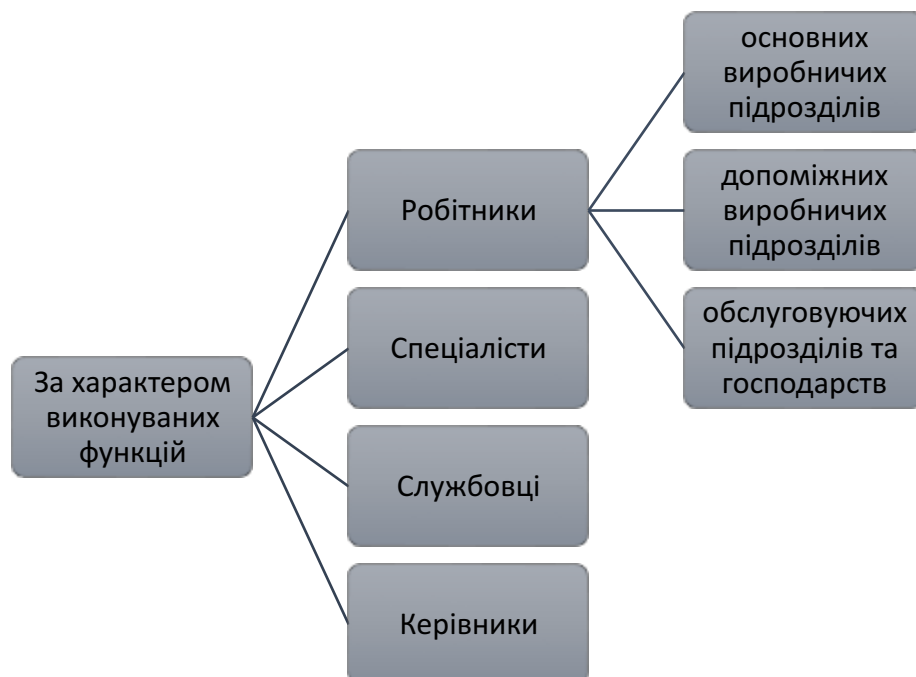 За характером
виконуваних
функцій
Робітники
основних
виробничих
підрозділів
допоміжних
виробничих
підрозділів
обслуговуючих
підрозділів та
господарств
Спеціалісти
Службовці
Керівники